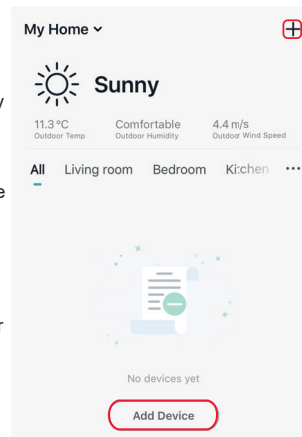 My Home
Sunny
11.3 °C Comfortable 4.4 m/s
Outdoor Temp Outdoor Humidity Outdoor Wind Speed
All Living room Bedroom Kitchen ...
No devices yet
Add Device